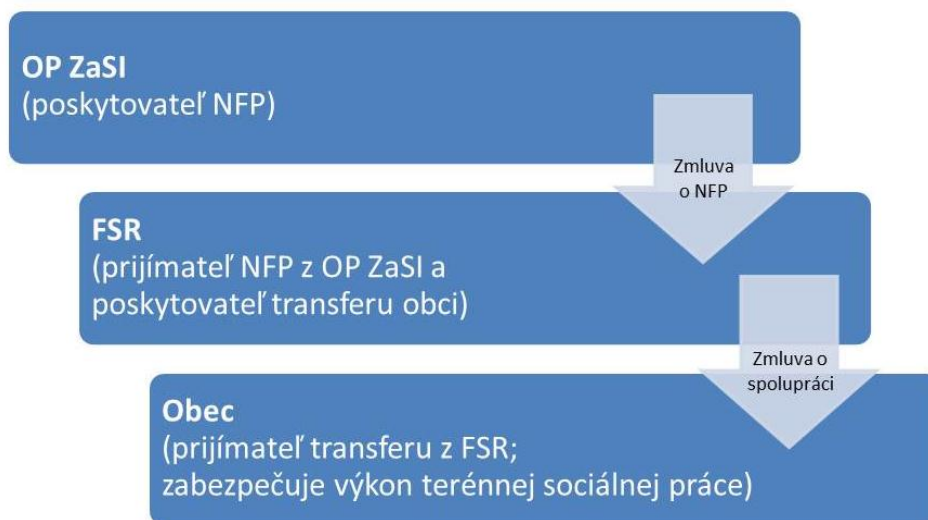 OP ZaSI
(poskytovateľ NFP)
Zmluva
o NFP
FSR
(prijímateľ NFP z OP ZaSI a
poskytovateľ transferu obci)
Zmluva o
spolupráci
Obec
(prijímateľ transferu z FSR;
zabezpečuje výkon terénnej sociálnej práce)